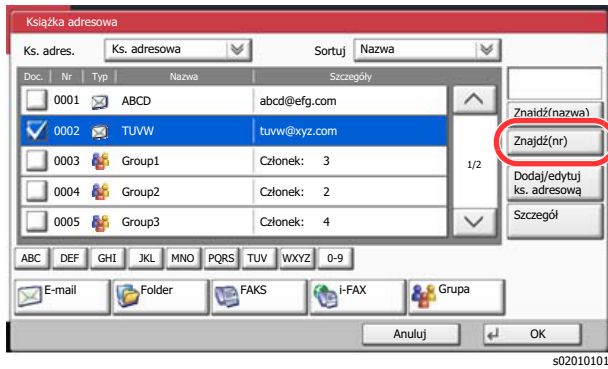 Książka adresowa
Ks. adres. Ks. adresowa Sortuj Nazwa
Doc. Nr Typ Nazwa Szczegóły
0001 ABCD abcd@efg.com
0002 TUVW tuvw@xyz.com
0003 Group1 Członek: 3
0004 Group2 Członek: 2
0005 Group3 Członek: 4
1/2
Znajdź(nazwa)
Znajdź(nr)
Dodaj/edytuj
ks. adresową
Szczegół
ABC DEF GHI JKL MNO PQRS TUV WXYZ 0-9
E-mail Folder FAKS i-FAX Grupa
Anuluj OK
s02010101